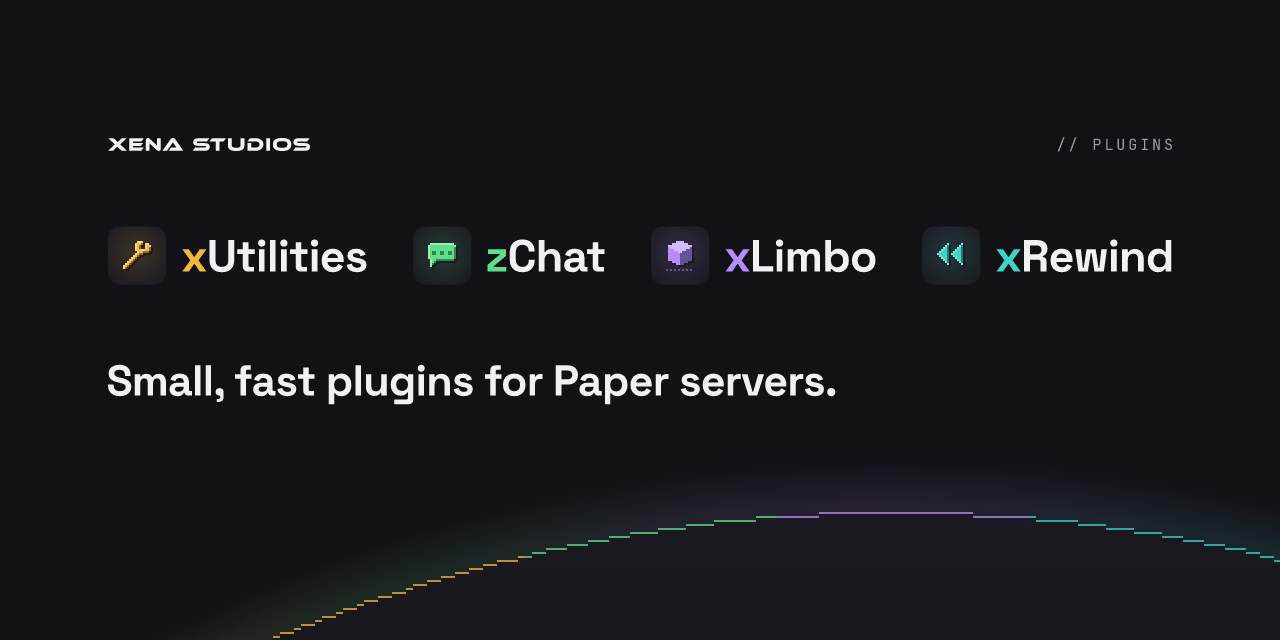 XENA STUDIOS
// PLUGINS
xUtilities zChat xLimbo xRewind
Small, fast plugins for Paper servers.